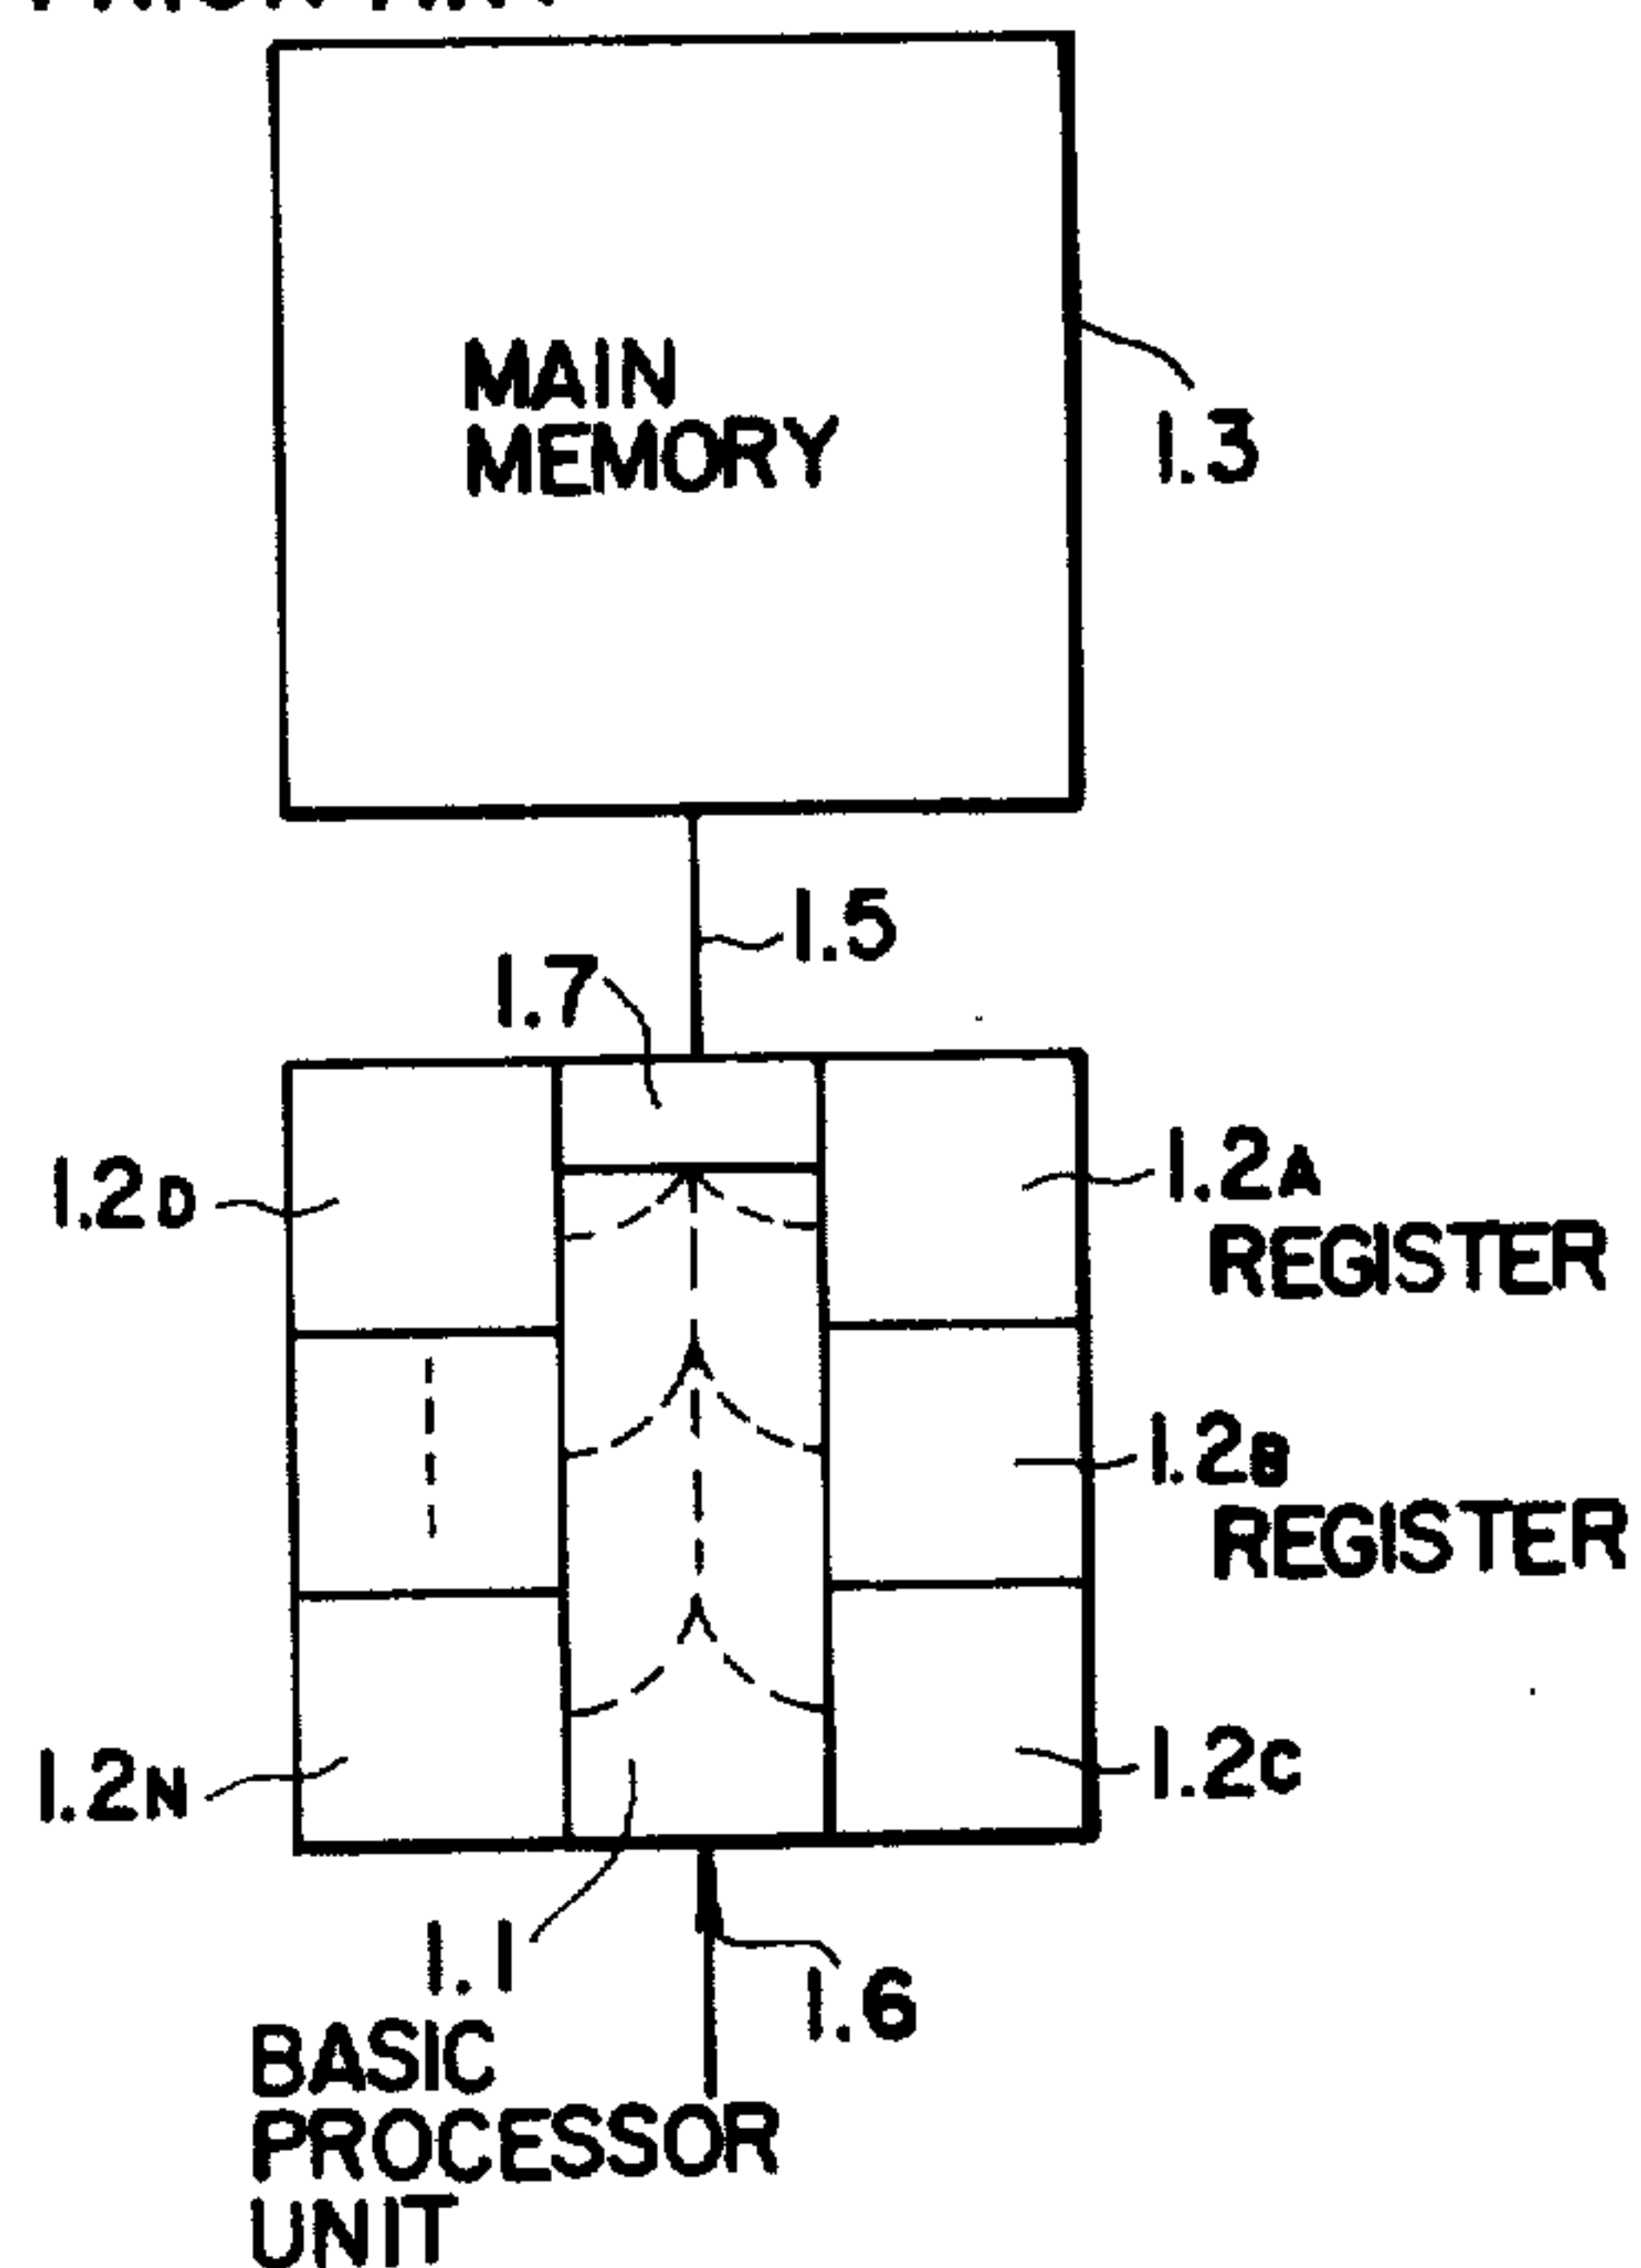 MAIN
MEMORY
1.3
1.5
1.7
1.2D
1.2A
REGISTER
1.2B
REGISTER
1.2N
1.2C
1.1
BASIC
PROCESSOR
UNIT
1.6